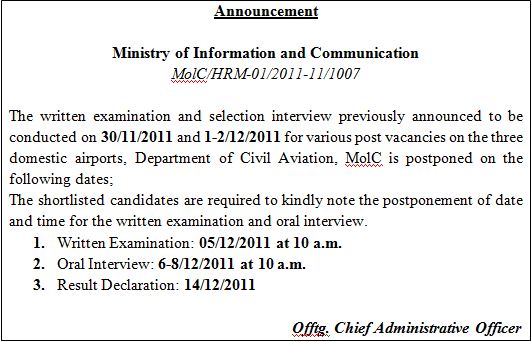 Announcement
Ministry of Information and Communication
MoIC/HRM-01/2011-11/1007
The written examination and selection interview previously announced to be
conducted on 30/11/2011 and 1-2/12/2011 for various post vacancies on the three
domestic airports, Department of Civil Aviation, MoIC is postponed on the
following dates;
The shortlisted candidates are required to kindly note the postponement of date
and time for the written examination and oral interview.
1. Written Examination: 05/12/2011 at 10 a.m.
2. Oral Interview: 6-8/12/2011 at 10 a.m.
3. Result Declaration: 14/12/2011
Offtg. Chief Administrative Officer